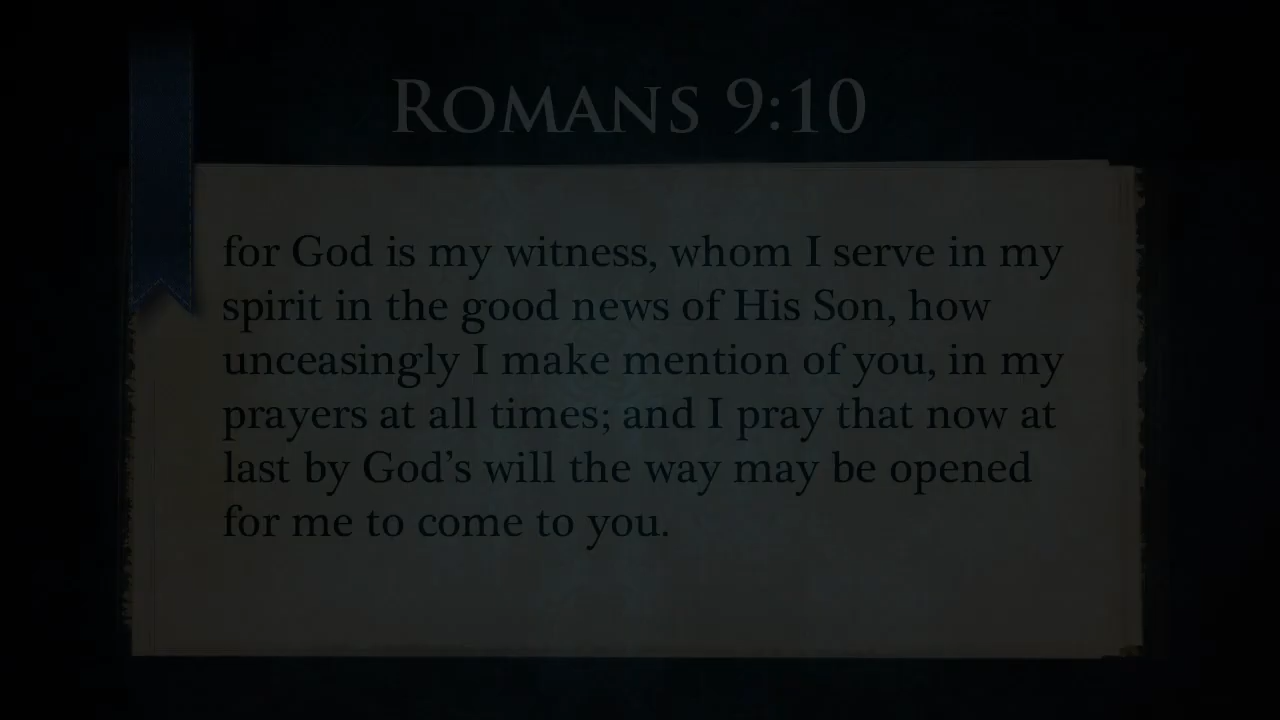 Romans 9:10
for God is my witness, whom I serve in my
spirit in the good news of His Son, how
unceasingly I make mention of you, in my
prayers at all times; and I pray that now at
last by God’s will the way may be opened
for me to come to you.